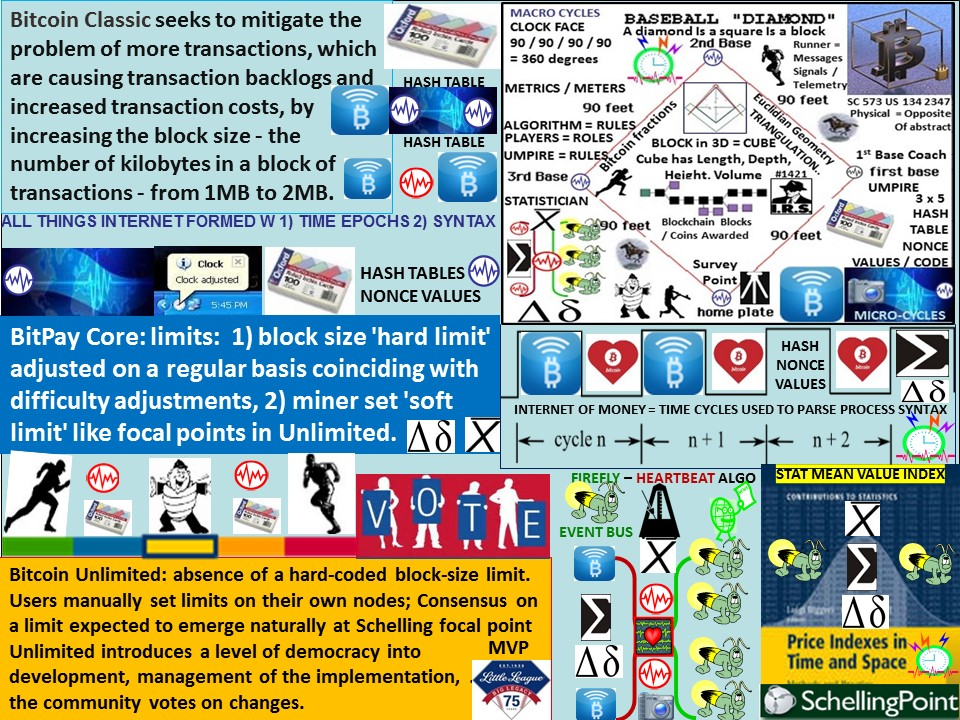 Bitcoin Classic seeks to mitigate the
problem of more transactions, which
are causing transaction backlogs and
increased transaction costs, by
increasing the block size - the
number of kilobytes in a block of
transactions - from 1MB to 2MB.
Oxford
100
HASH TABLE
HASH TABLE
ALL THINGS INTERNET FORMED W 1) TIME EPOCHS 2) SYNTAX
Clock
Clock adjusted
5:45 PM
Oxford
100
HASH TABLES
NONCE VALUES
BitPay Core: limits: 1) block size 'hard limit'
adjusted on a regular basis coinciding with
difficulty adjustments, 2) miner set 'soft
limit' like focal points in Unlimited.
Δδ X
VOTE
Bitcoin Unlimited: absence of a hard-coded block-size limit.
Users manually set limits on their own nodes; Consensus on
a limit expected to emerge naturally at Schelling focal point
Unlimited introduces a level of democracy into
development, management of the implementation, .
the community votes on changes.
MVP
Little League
BIG LEGACY
75
MACRO CYCLES
CLOCK FACE
90 / 90 / 90 / 90
= 360 degrees
BASEBALL "DIAMOND"
A diamond Is a square Is a block
2nd Base
Runner =
Messages
Signals /
Telemetry
90 feet
SC 573 US 134 2347
Physical = Opposite
Of abstract
METRICS / METERS
90 feet
ALGORITHM = RULES
PLAYERS = ROLES
UMPIRE = RULES
3rd Base
STATISTICIAN
Bitcoin fractions
Euclidian Geometry
TRIANGULATION..
BLOCK in 3D = CUBE
Cube has Length, Depth,
Height. Volume
#1421
I.R.S.
Blockchain Blocks
/ Coins Awarded
1st Base Coach
first base
UMPIRE
3 x 5
HASH
TABLE
NONCE
VALUES / CODE
Oxford
100
90 feet
90 feet
X
Σ
Δ δ
Survey
Point
home plate
MICRO-CYCLES
HASH
NONCE
VALUES
Σ
Δδ
INTERNET OF MONEY = TIME CYCLES USED TO PARSE PROCESS SYNTAX
cycle n
n + 1
n + 2
FIREFLY – HEARTBEAT ALGO
EVENT BUS
X
Σ
Δδ
STAT MEAN VALUE INDEX
CONTRIBUTIONS TO STATISTICS
X
Σ
Δδ
Price Indexes in
Time and Space
SchellingPoint